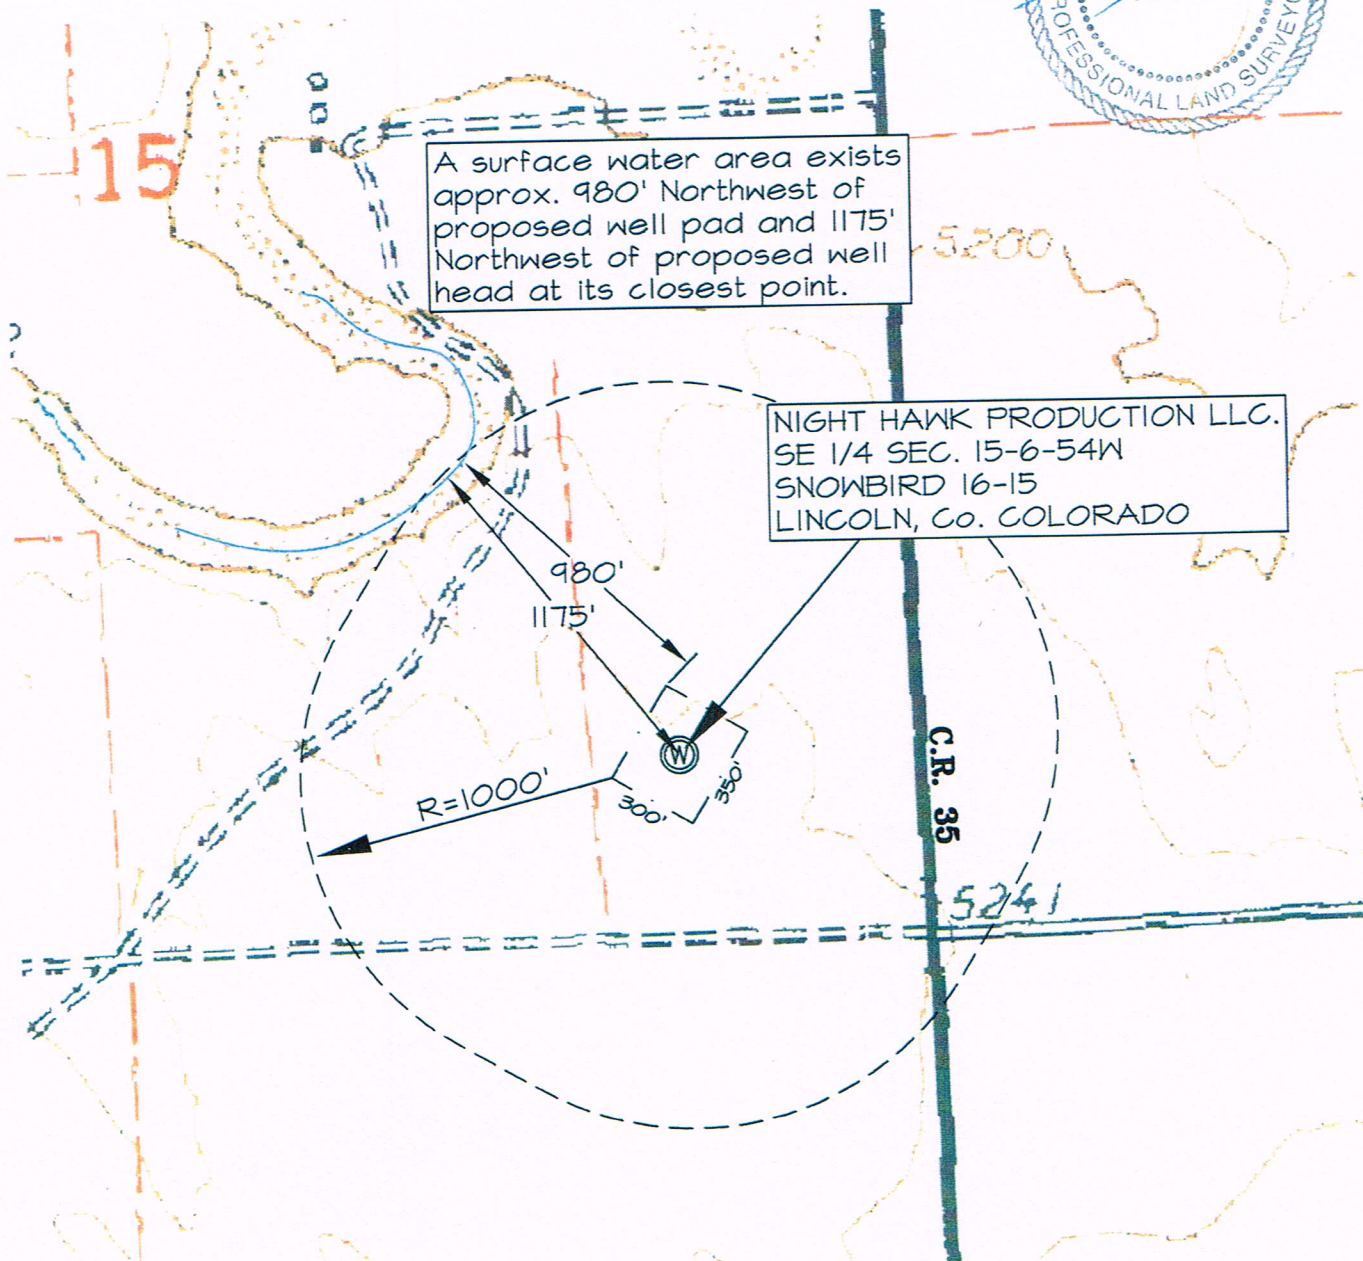 PROFESSIONAL LAND SURVEYO
15
A surface water area exists
approx. 980' Northwest of
proposed well pad and 1175'
Northwest of proposed well
head at its closest point.
5200
NIGHT HAWK PRODUCTION LLC.
SE 1/4 SEC. 15-6-54W
SNOWBIRD 16-15
LINCOLN, Co. COLORADO
980'
1175'
W
R=1000'
300'
350'
C.R. 35
5241